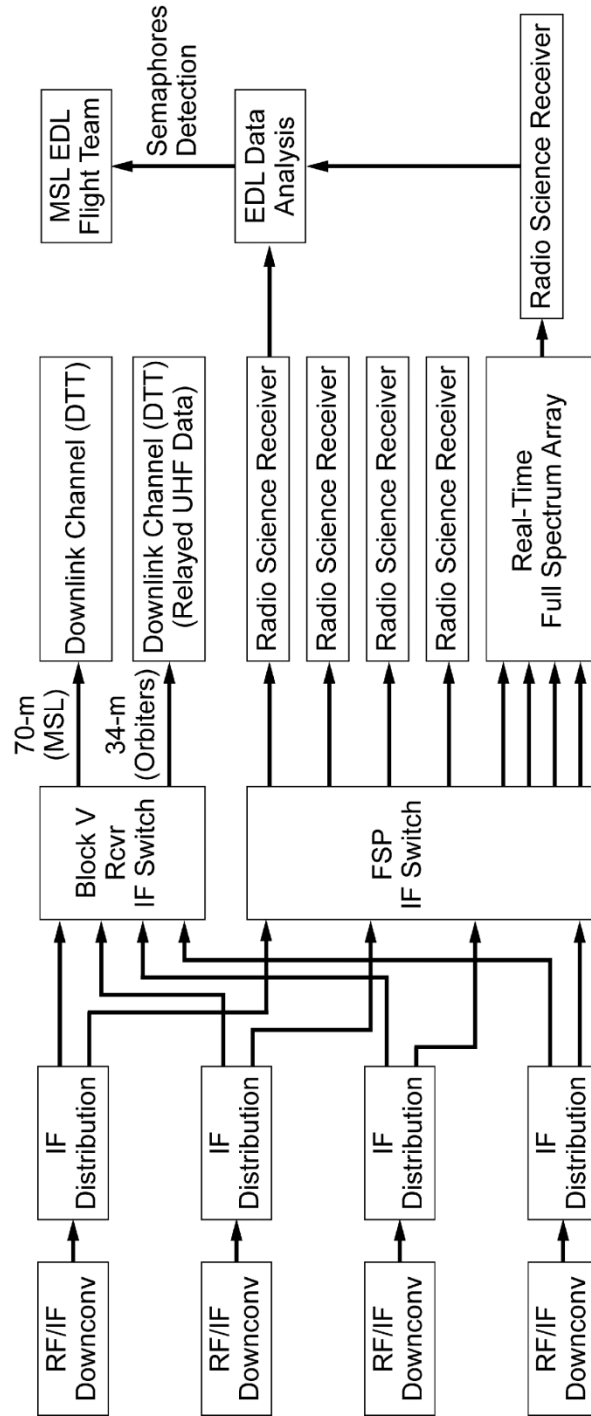 RF/IF
Downconv
RF/IF
Downconv
RF/IF
Downconv
RF/IF
Downconv
IF
Distribution
IF
Distribution
IF
Distribution
IF
Distribution
Block V
Rcvr
IF Switch
FSP
IF Switch
70-m
(MSL)
34-m
(Orbiters)
Downlink Channel (DTT)
Downlink Channel (DTT)
(Relayed UHF Data)
Radio Science Receiver
Radio Science Receiver
Radio Science Receiver
Radio Science Receiver
Real-Time
Full Spectrum Array
MSL EDL
Flight Team
Semaphores
Detection
EDL Data
Analysis
Radio Science Receiver